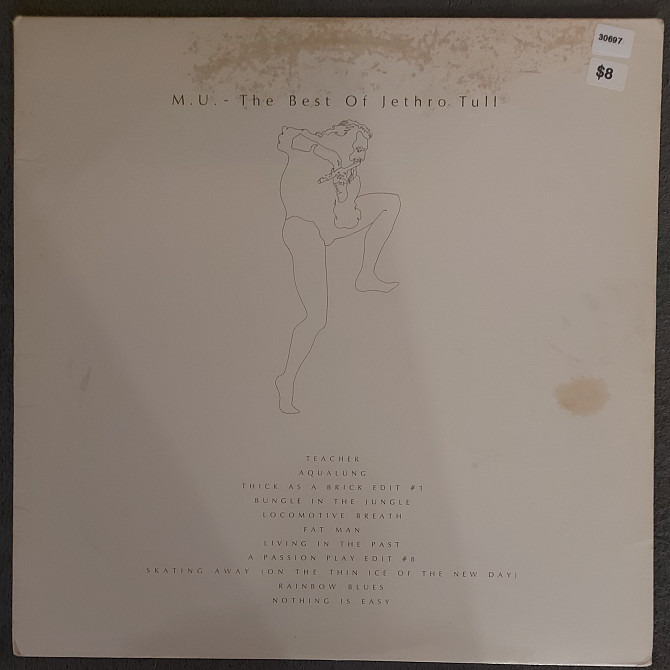 30697
$8
M.U. - The Best Of Jethro Tull
TEACHER
AQUALUNG
THICK AS A BRICK EDIT #1
BUNGLE IN THE JUNGLE
LOCOMOTIVE BREATH
FAT MAN
LIVING IN THE PAST
A PASSION PLAY EDIT #8
SKATING AWAY (ON THE THIN ICE OF THE NEW DAY)
RAINBOW BLUES
NOTHING IS EASY